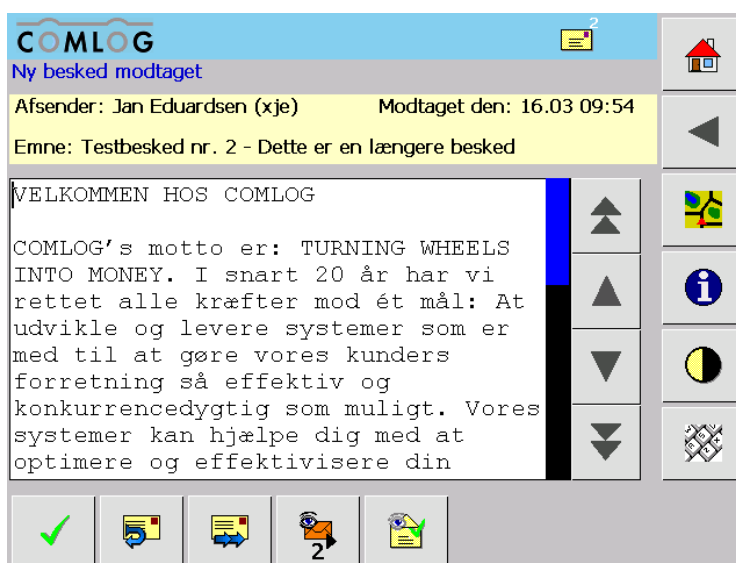 COMLOG
2
Ny besked modtaget
Afsender: Jan Eduardsen (xje) Modtaget den: 16.03 09:54
Emne: Testbesked nr. 2 - Dette er en længere besked
VELKOMMEN HOS COMLOG
COMLOG's motto er: TURNING WHEELS
INTO MONEY. I snart 20 år har vi
rettet alle kræfter mod ét mål: At
udvikle og levere systemer som er
med til at gøre vores kunders
forretning så effektiv og
konkurrencedygtig som muligt. Vores
systemer kan hjælpe dig med at
optimere og effektivisere din
2